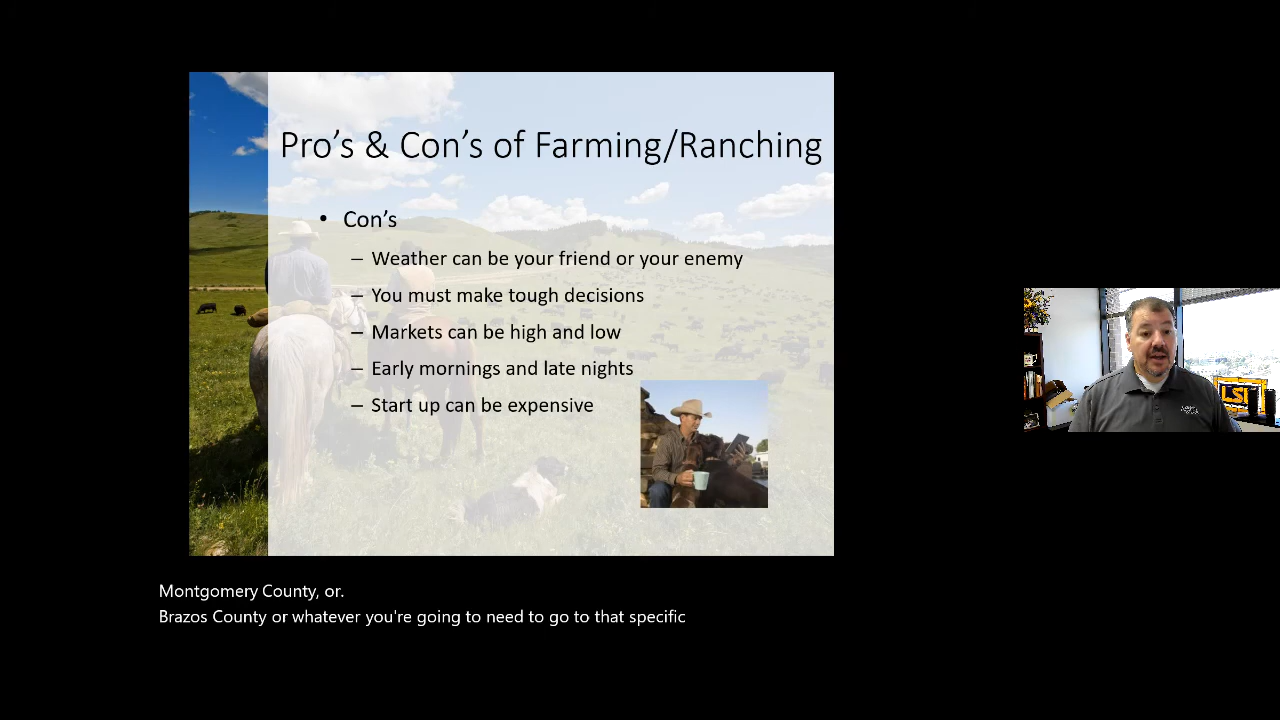 Pro's & Con's of Farming/Ranching
• Con's
– Weather can be your friend or your enemy
– You must make tough decisions
– Markets can be high and low
– Early mornings and late nights
– Start up can be expensive
LSI
Montgomery County, or.
Brazos County or whatever you're going to need to go to that specific